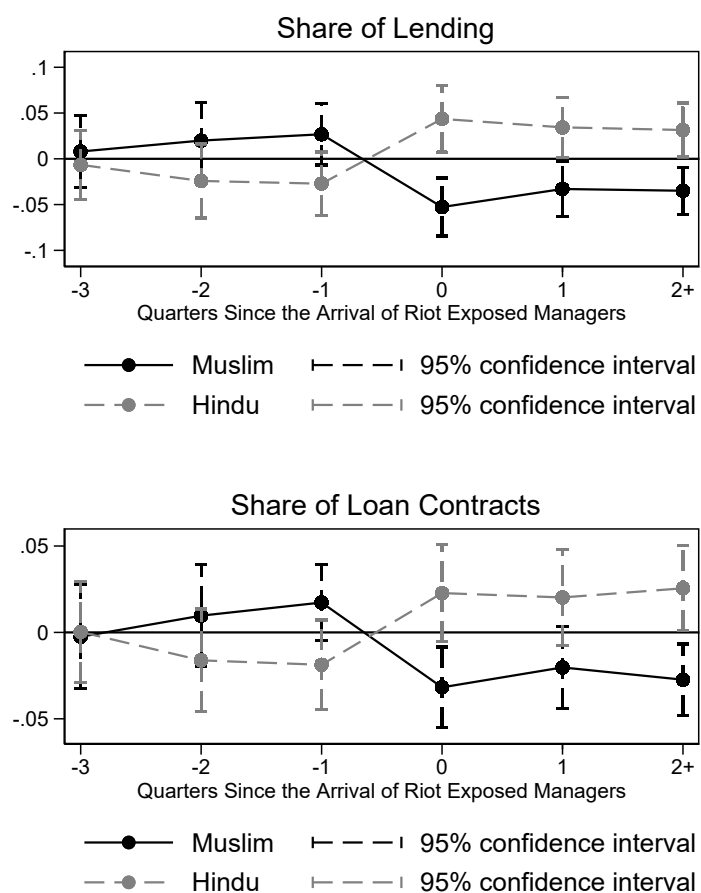 Share of Lending
.1
.05
0
-.05
-.1
-3 -2 -1 0 1 2+
Quarters Since the Arrival of Riot Exposed Managers
Muslim 95% confidence interval
Hindu 95% confidence interval
Share of Loan Contracts
.05
0
-.05
-3 -2 -1 0 1 2+
Quarters Since the Arrival of Riot Exposed Managers
Muslim 95% confidence interval
Hindu 95% confidence interval